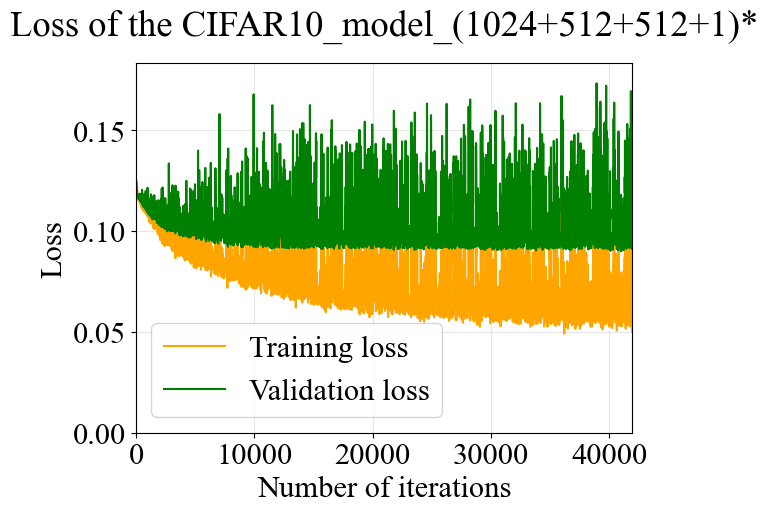 Loss of the CIFAR10_model_(1024+512+512+1)*
0.15
0.10
0.05
0.00
Loss
Training loss
Validation loss
0 10000 20000 30000 40000
Number of iterations